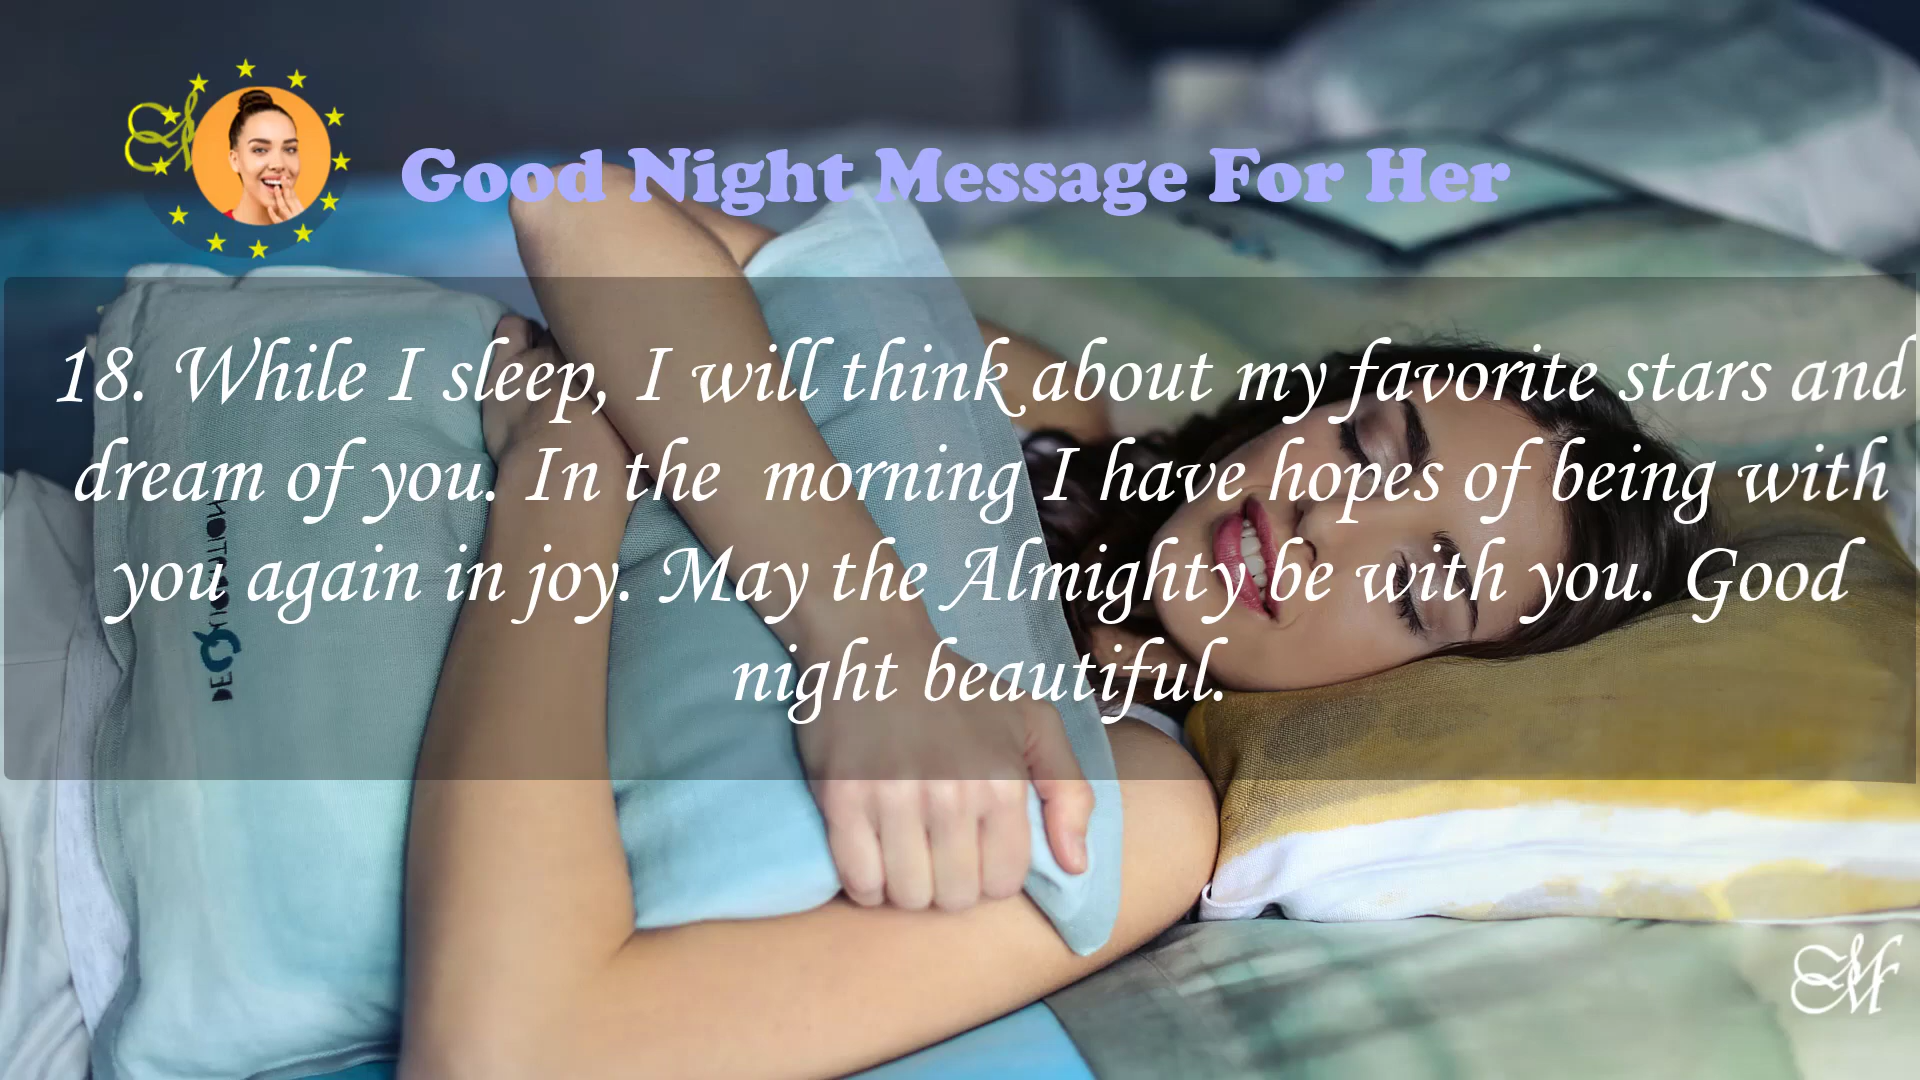 Good Night Message For Her
18. While I sleep, I will think about my favorite stars and
dream of you. In the morning I have hopes of being with
you again in joy. May the Almighty be with you. Good
night beautiful.
M